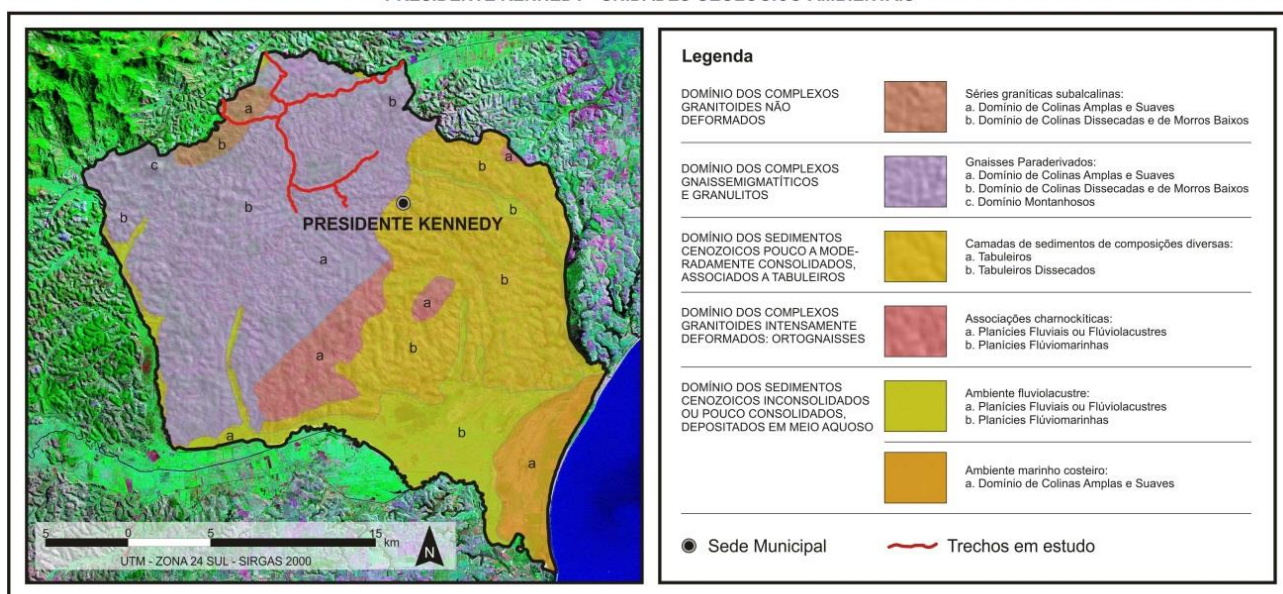 Legenda
DOMÍNIO DOS COMPLEXOS
GRANITOIDES NÃO
DEFORMADOS
Séries graníticas subalcalinas:
a. Domínio de Colinas Amplas e Suaves
b. Domínio de Colinas Dissecadas e de Morros Baixos
DOMÍNIO DOS COMPLEXOS
GNAISSEMIGMATÍTICOS
E GRANULITOS
Gnaisses Paraderivados:
a. Domínio de Colinas Amplas e Suaves
b. Domínio de Colinas Dissecadas e de Morros Baixos
c. Domínio Montanhosos
DOMÍNIO DOS SEDIMENTOS
CENOZOICOS POUCO A MODE-
RADAMENTE CONSOLIDADOS,
ASSOCIADOS A TABULEIROS
Camadas de sedimentos de composições diversas:
a. Tabuleiros
b. Tabuleiros Dissecados
DOMÍNIO DOS COMPLEXOS
GRANITOIDES INTENSAMENTE
DEFORMADOS: ORTOGNAISSES
Associações charnockíticas:
a. Planícies Fluviais ou Flúviolacustres
b. Planícies Flúviomarinhas
DOMÍNIO DOS SEDIMENTOS
CENOZOICOS INCONSOLIDADOS
OU POUCO CONSOLIDADOS,
DEPOSITADOS EM MEIO AQUOSO
Ambiente fluviolacustre:
a. Planícies Fluviais ou Flúviolacustres
b. Planícies Flúviomarinhas
Ambiente marinho costeiro:
a. Domínio de Colinas Amplas e Suaves
Sede Municipal
Trechos em estudo
a
b
b
c
b
a
b
b
b
b
PRESIDENTE KENNEDY
a
b
a
b
a
b
a
a
5 0 5 15
km
N
UTM - ZONA 24 SUL - SIRGAS 2000